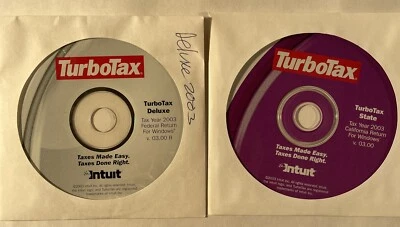 Deluxe 2003
TurboTax
TurboTax
Deluxe
Tax Year 2003
Federal Return
For Windows
v. 03.00 R
Taxes Made Easy.
Taxes Done Right.
Intuit
TurboTax
TurboTax
State
Tax Year 2003
California Return
For Windows
v. 03.00
Taxes Made Easy.
Taxes Done Right.
Intuit